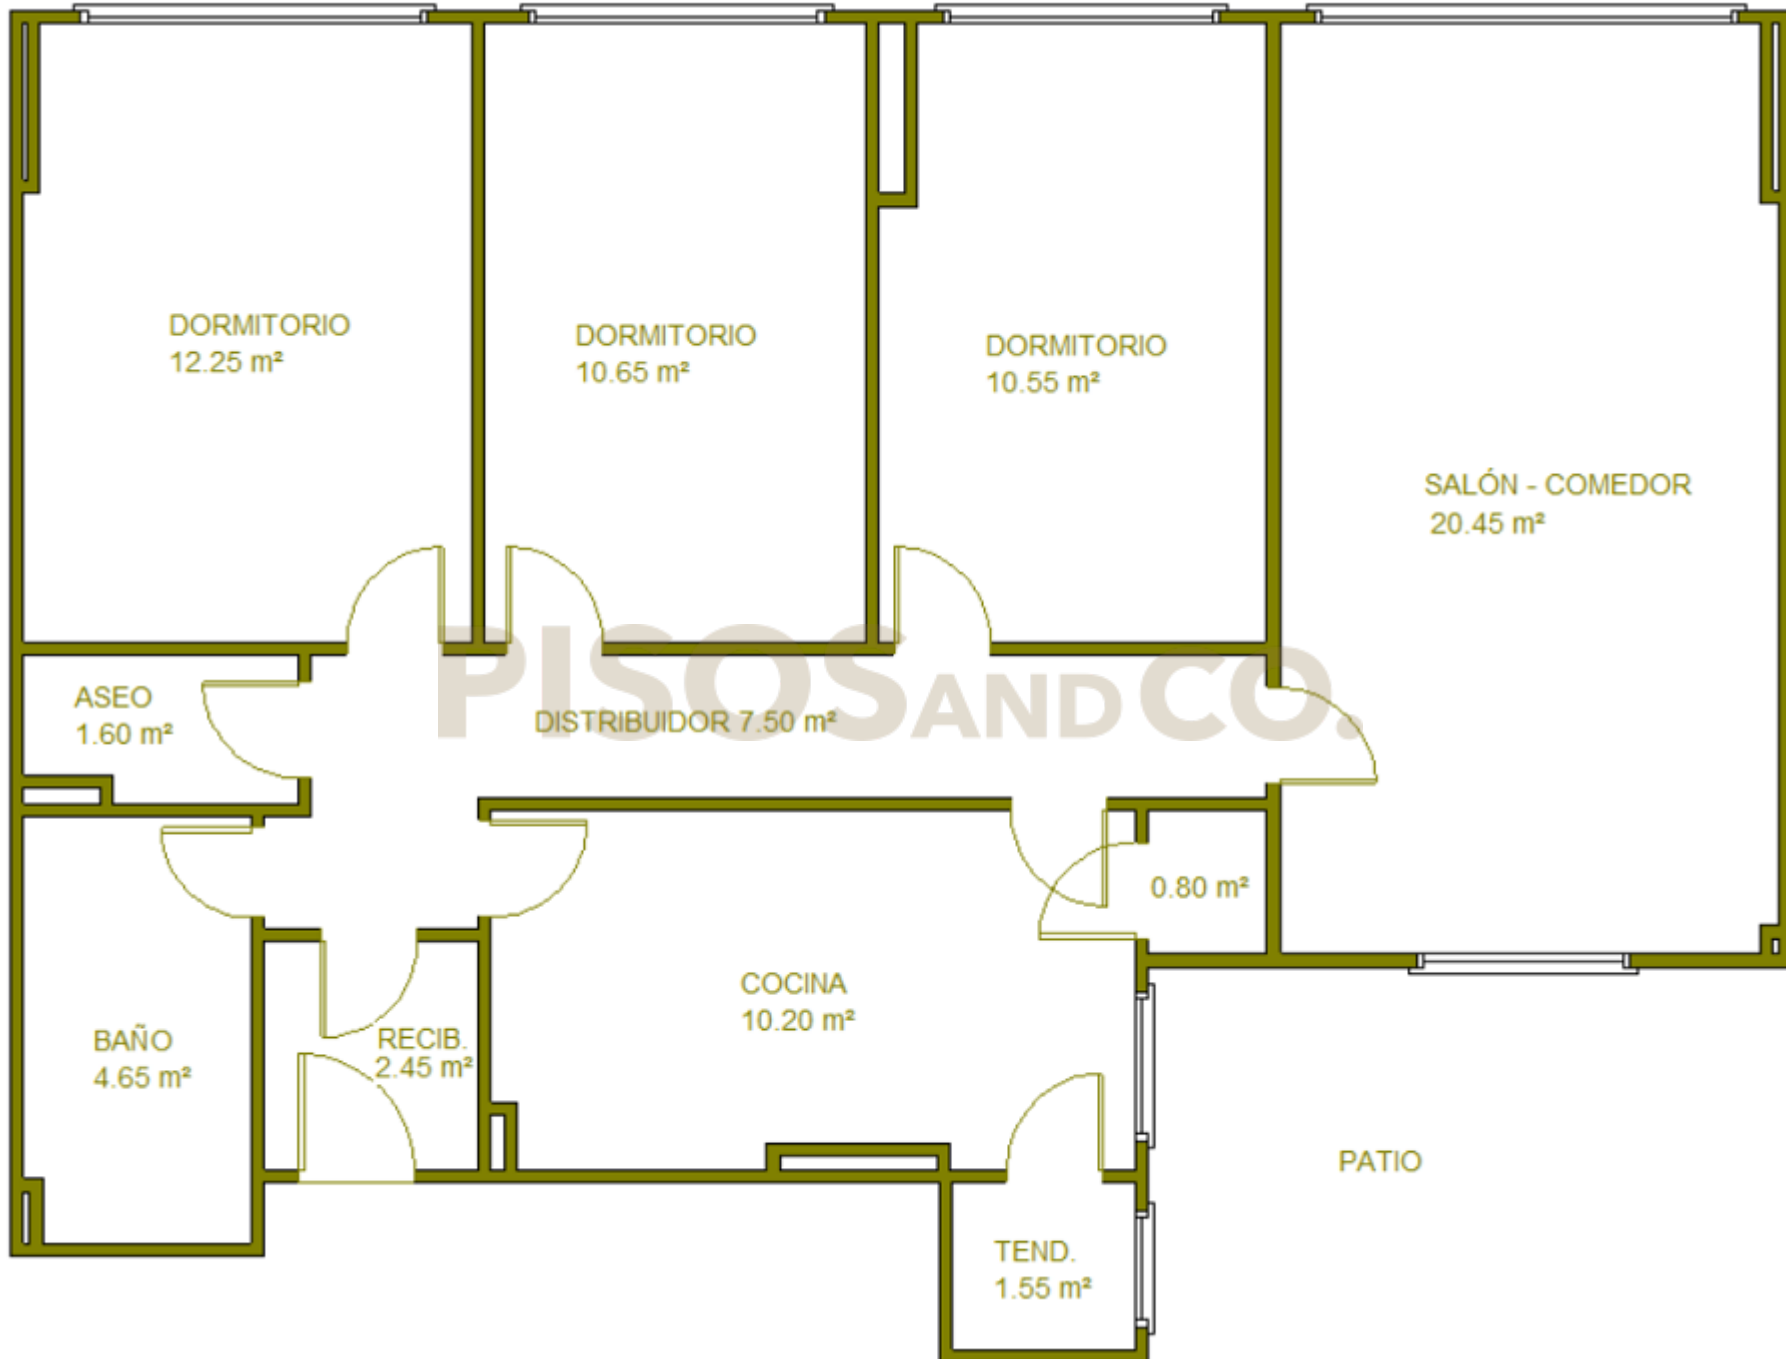 DORMITORIO
12.25 m²
DORMITORIO
10.65 m²
DORMITORIO
10.55 m²
SALÓN - COMEDOR
20.45 m²
PISOS AND CO.
ASEO
1.60 m²
DISTRIBUIDOR 7.50 m²
0.80 m²
COCINA
10.20 m²
BAÑO
4.65 m²
RECIB.
2.45 m²
PATIO
TEND.
1.55 m²